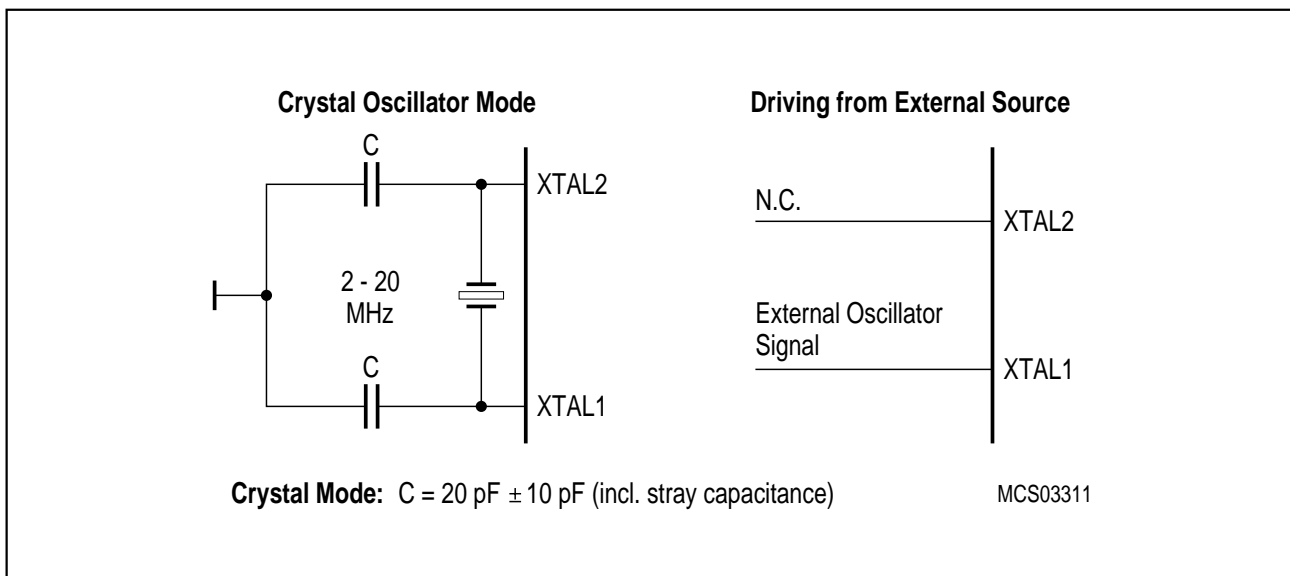 Crystal Oscillator Mode
C
XTAL2
2 - 20
MHz
C
XTAL1
Driving from External Source
N.C.
XTAL2
External Oscillator
Signal
XTAL1
Crystal Mode: C = 20 pF ± 10 pF (incl. stray capacitance)
MCS03311